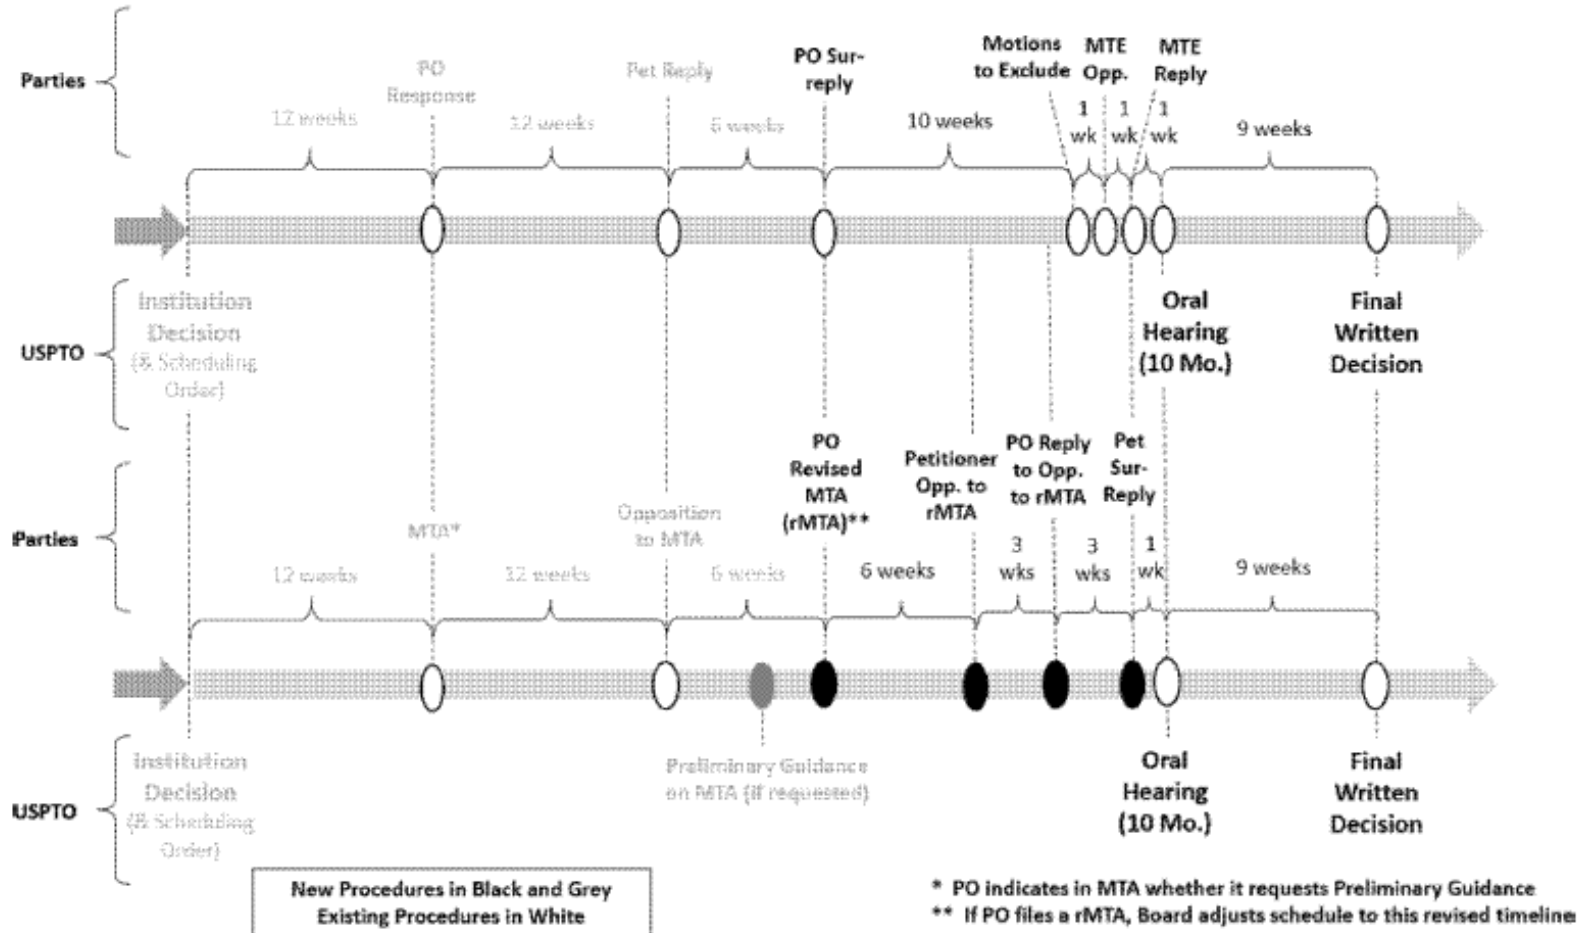 Parties
PO
Response
Pet Reply
PO Sur-
reply
Motions
to Exclude
MTE
Opp.
MTE
Reply
12 weeks
12 weeks
6 weeks
10 weeks
1
wk
1
wk
1
wk
9 weeks
USPTO
Institution
Decision
(& Scheduling
Order)
Oral
Hearing
(10 Mo.)
Final
Written
Decision
Parties
MTA*
Opposition
to MTA
PO
Revised
MTA
(rMTA)**
Petitioner
Opp. to
rMTA
PO Reply
to Opp.
to rMTA
Pet
Sur-
Reply
12 weeks
12 weeks
6 weeks
6 weeks
3
wks
3
wks
1
wk
9 weeks
USPTO
Institution
Decision
(& Scheduling
Order)
Preliminary Guidance
on MTA (if requested)
Oral
Hearing
(10 Mo.)
Final
Written
Decision
New Procedures in Black and Grey
Existing Procedures in White
* PO indicates in MTA whether it requests Preliminary Guidance
** If PO files a rMTA, Board adjusts schedule to this revised timeline